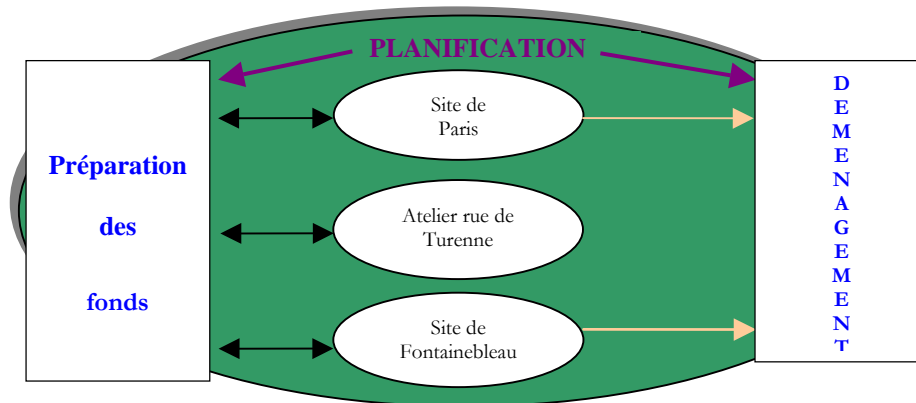 PLANIFICATION
Préparation
des
fonds
Site de
Paris
Atelier rue de
Turenne
Site de
Fontainebleau
D
E
M
E
N
A
G
E
M
E
N
T